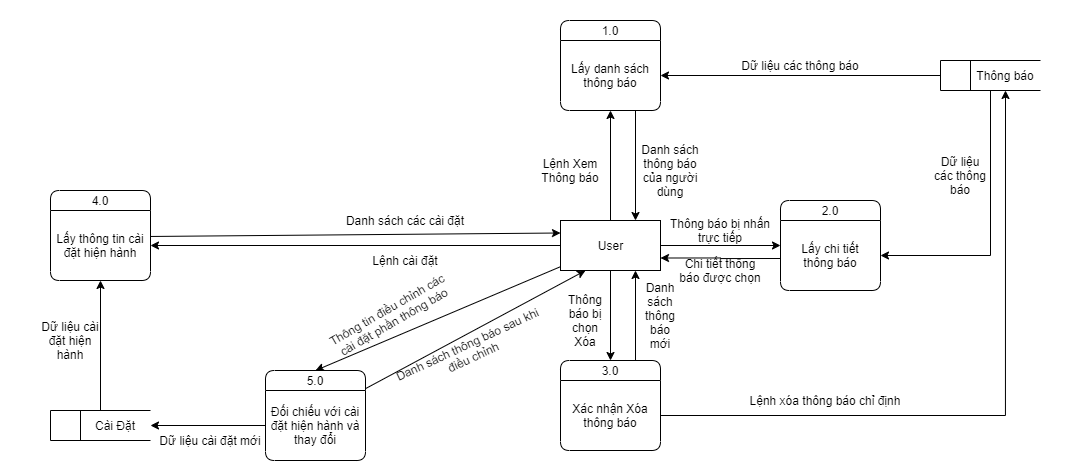 1.0
Lấy danh sách
thông báo
Dữ liệu các thông báo
Thông báo
Lệnh Xem
Thông báo
Danh sách
thông báo
của người
dùng
Dữ liệu
các thông
báo
4.0
Lấy thông tin cài
đặt hiện hành
Danh sách các cài đặt
Lệnh cài đặt
User
Thông báo bị nhấn
trực tiếp
Chi tiết thông
báo được chọn
2.0
Lấy chi tiết
thông báo
Thông tin điều chỉnh các
cài đặt phần thông báo
Danh sách thông báo sau khi
điều chỉnh
Thông
báo bị
chọn
Xóa
Danh
sách
thông
báo
mới
Dữ liệu cài
đặt hiện
hành
5.0
Đối chiếu với cài
đặt hiện hành và
thay đổi
3.0
Xác nhận Xóa
thông báo
Lệnh xóa thông báo chỉ định
Cài Đặt
Dữ liệu cài đặt mới